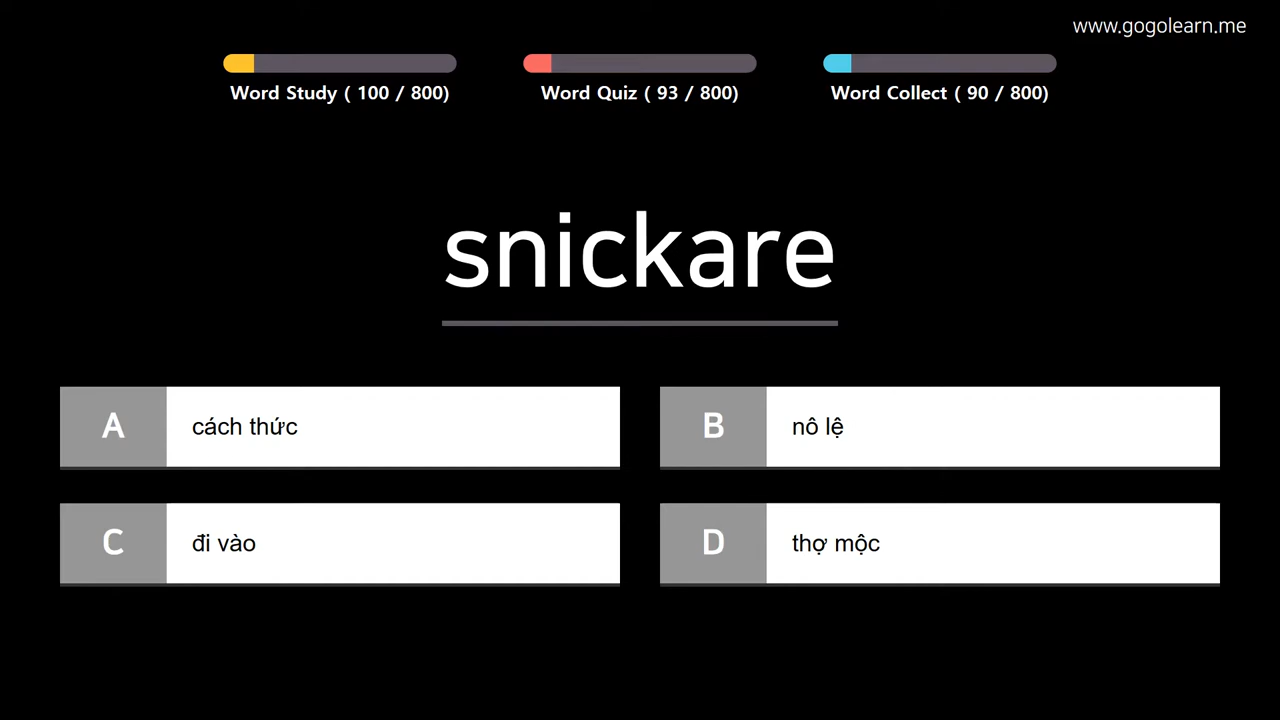 www.gogolearn.me
Word Study ( 100 / 800)
Word Quiz ( 93 / 800)
Word Collect ( 90 / 800)
snickare
A cách thức
B nô lệ
C đi vào
D thợ mộc